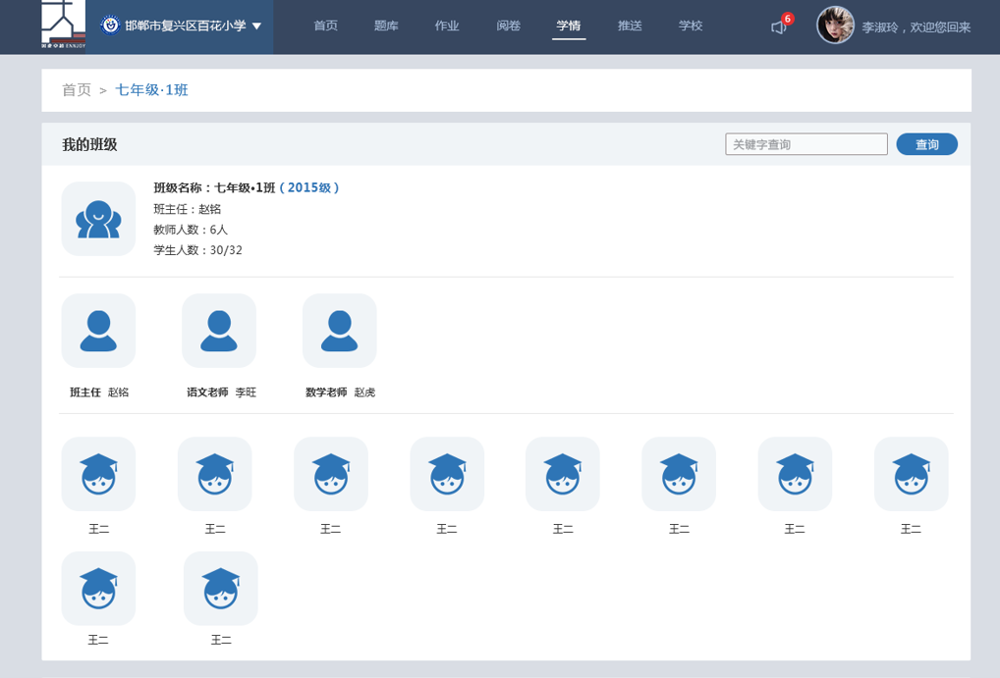 邯郸市复兴区百花小学 首页 题库 作业 阅卷 学情 推送 学校 6 李淑玲，欢迎您回来
首页 > 七年级·1班
我的班级 关键字查询 查询
班级名称：七年级•1班（2015级）
班主任：赵铭
教师人数：6人
学生人数：30/32
班主任 赵铭 语文老师 李旺 数学老师 赵虎
王二 王二 王二 王二 王二 王二 王二 王二
王二 王二